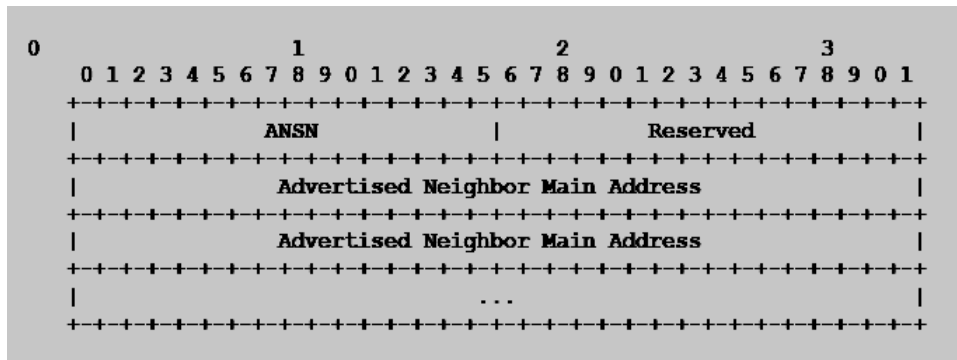 0                   1                   2                   3
0 1 2 3 4 5 6 7 8 9 0 1 2 3 4 5 6 7 8 9 0 1 2 3 4 5 6 7 8 9 0 1
+-+-+-+-+-+-+-+-+-+-+-+-+-+-+-+-+-+-+-+-+-+-+-+-+-+-+-+-+-+-+-+-+
|              ANSN             |           Reserved            |
+-+-+-+-+-+-+-+-+-+-+-+-+-+-+-+-+-+-+-+-+-+-+-+-+-+-+-+-+-+-+-+-+
|               Advertised Neighbor Main Address                |
+-+-+-+-+-+-+-+-+-+-+-+-+-+-+-+-+-+-+-+-+-+-+-+-+-+-+-+-+-+-+-+-+
|               Advertised Neighbor Main Address                |
+-+-+-+-+-+-+-+-+-+-+-+-+-+-+-+-+-+-+-+-+-+-+-+-+-+-+-+-+-+-+-+-+
|                              ...                              |
+-+-+-+-+-+-+-+-+-+-+-+-+-+-+-+-+-+-+-+-+-+-+-+-+-+-+-+-+-+-+-+-+